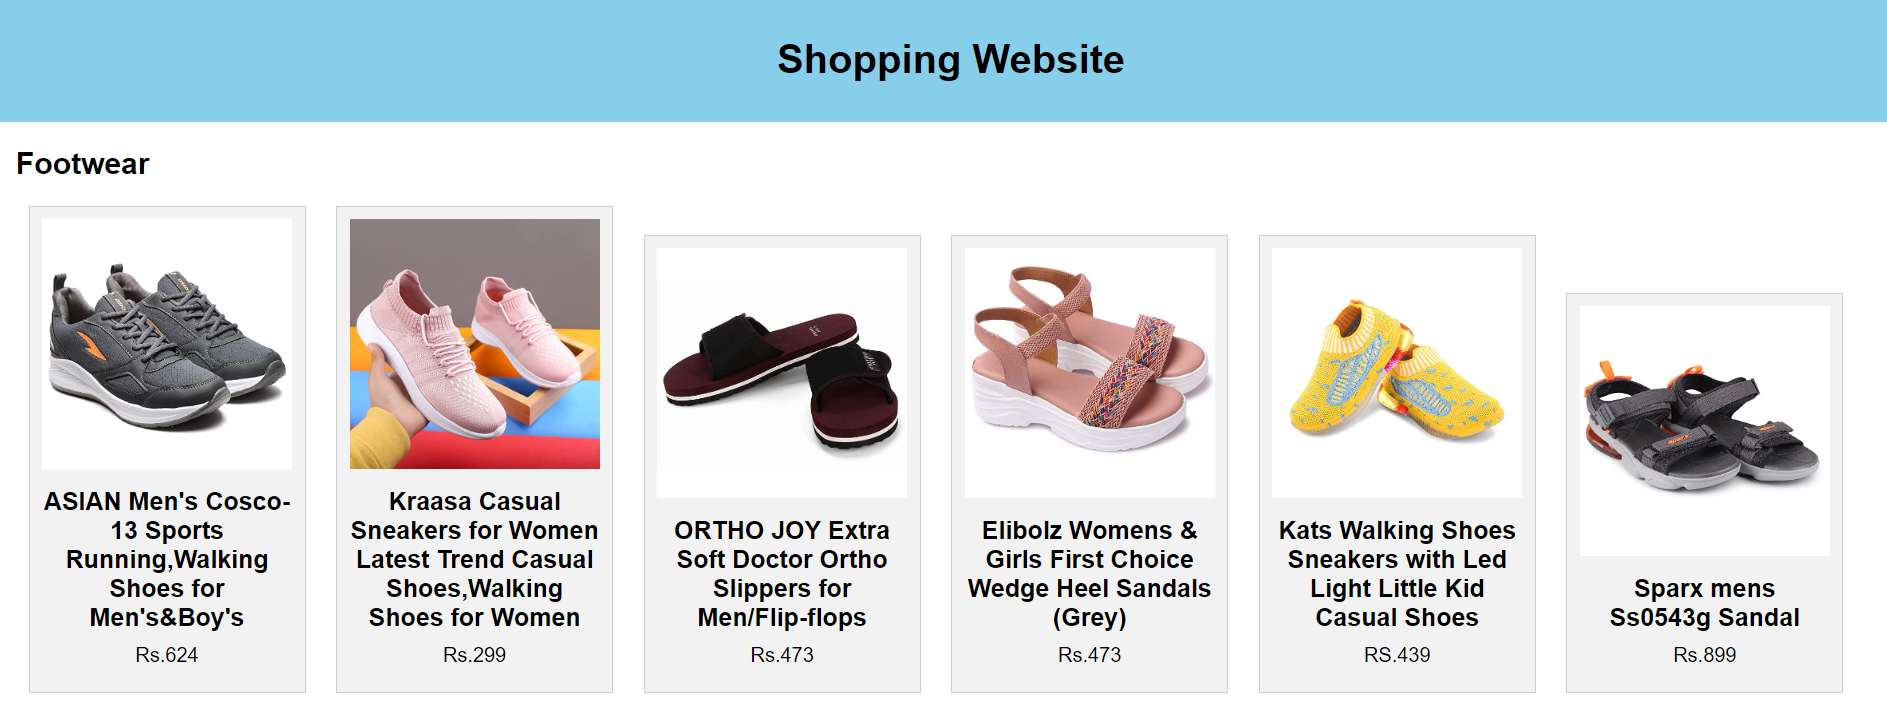 Shopping Website
Footwear
ASIAN Men's Cosco-
13 Sports
Running,Walking
Shoes for
Men's&Boy's
Rs.624
Kraasa Casual
Sneakers for Women
Latest Trend Casual
Shoes,Walking
Shoes for Women
Rs.299
ORTHO JOY Extra
Soft Doctor Ortho
Slippers for
Men/Flip-flops
Rs.473
Elibolz Womens &
Girls First Choice
Wedge Heel Sandals
(Grey)
Rs.473
Kats Walking Shoes
Sneakers with Led
Light Little Kid
Casual Shoes
RS.439
Sparx mens
Ss0543g Sandal
Rs.899